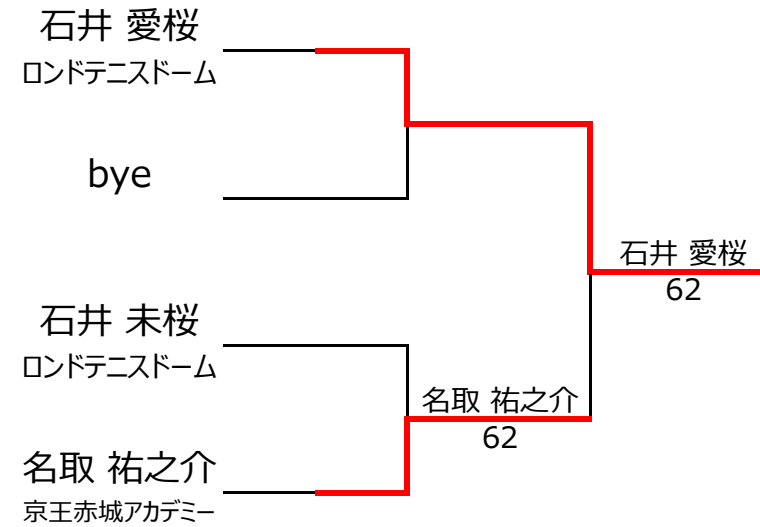 石井 愛桜
ロンドテニスドーム
bye
石井 愛桜
62
石井 未桜
ロンドテニスドーム
名取 祐之介
62
名取 祐之介
京王赤城アカデミー